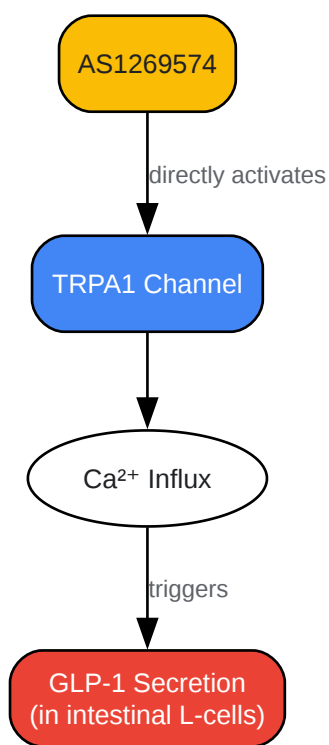 AS1269574
directly activates
TRPA1 Channel
Ca²⁺ Influx
triggers
GLP-1 Secretion
(in intestinal L-cells)